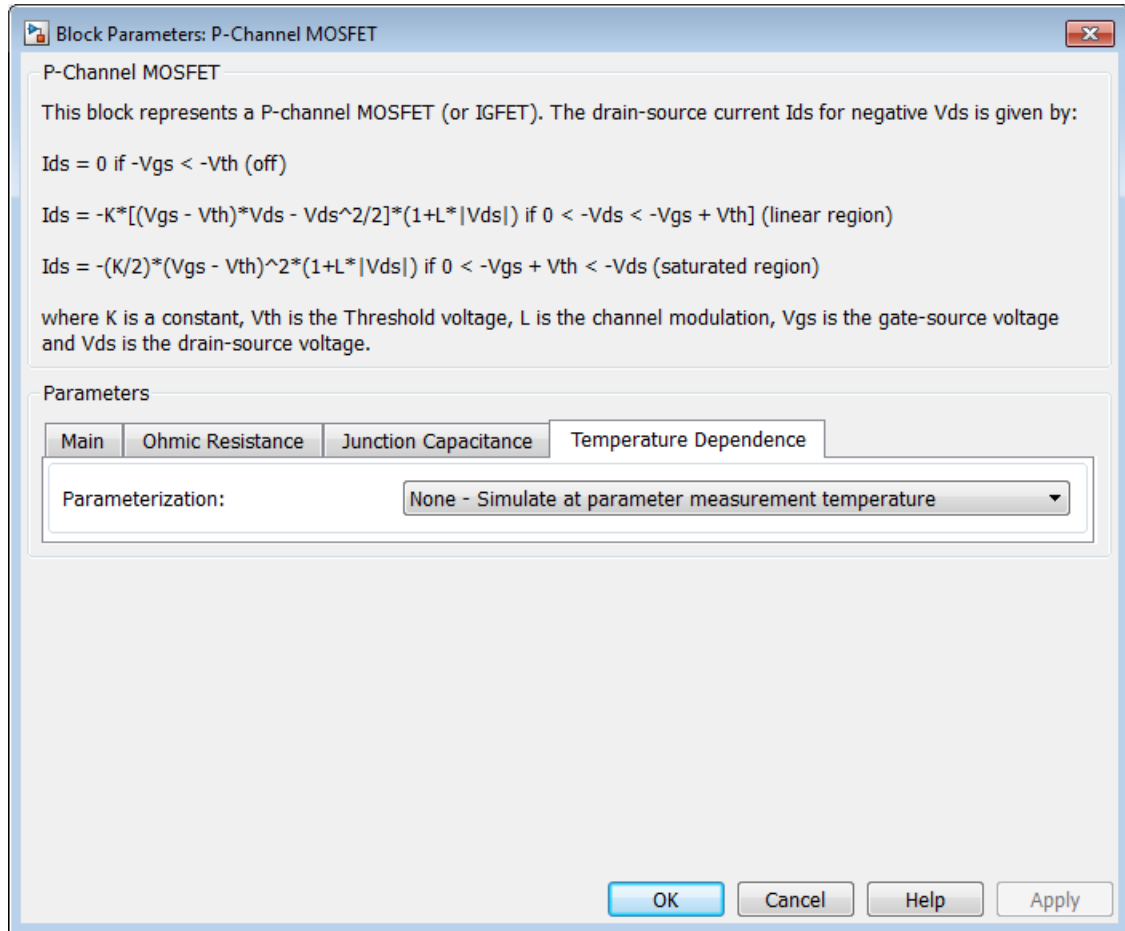 Block Parameters: P-Channel MOSFET
P-Channel MOSFET
This block represents a P-channel MOSFET (or IGFET). The drain-source current Ids for negative Vds is given by:
Ids = 0 if -Vgs < -Vth (off)
Ids = -K*[(Vgs - Vth)*Vds - Vds^2/2]*(1+L*|Vds|) if 0 < -Vds < -Vgs + Vth] (linear region)
Ids = -(K/2)*(Vgs - Vth)^2*(1+L*|Vds|) if 0 < -Vgs + Vth < -Vds (saturated region)
where K is a constant, Vth is the Threshold voltage, L is the channel modulation, Vgs is the gate-source voltage
and Vds is the drain-source voltage.
Parameters
Main Ohmic Resistance Junction Capacitance Temperature Dependence
Parameterization: None - Simulate at parameter measurement temperature
OK Cancel Help Apply